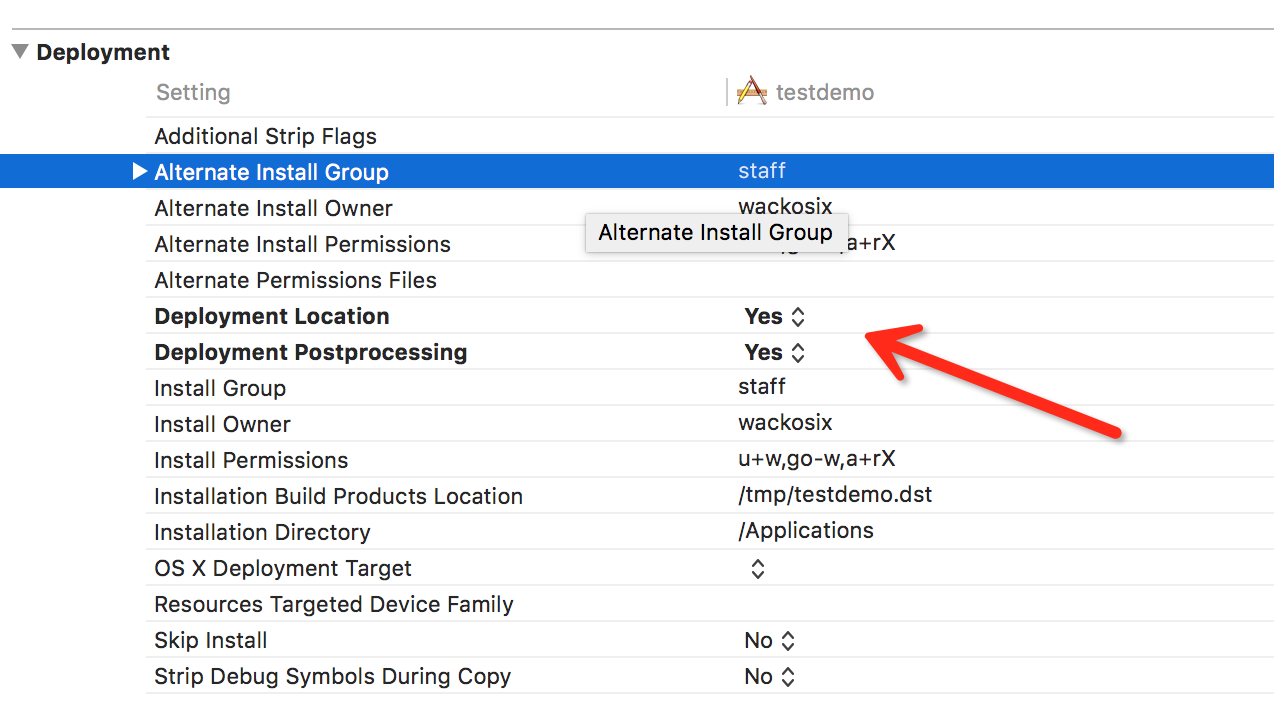 Deployment
Setting testdemo
Additional Strip Flags
Alternate Install Group staff
Alternate Install Owner wackosix
Alternate Install Group
Alternate Install Permissions a+rX
Alternate Permissions Files
Deployment Location Yes
Deployment Postprocessing Yes
Install Group staff
Install Owner wackosix
Install Permissions u+w,go-w,a+rX
Installation Build Products Location /tmp/testdemo.dst
Installation Directory /Applications
OS X Deployment Target
Resources Targeted Device Family
Skip Install No
Strip Debug Symbols During Copy No